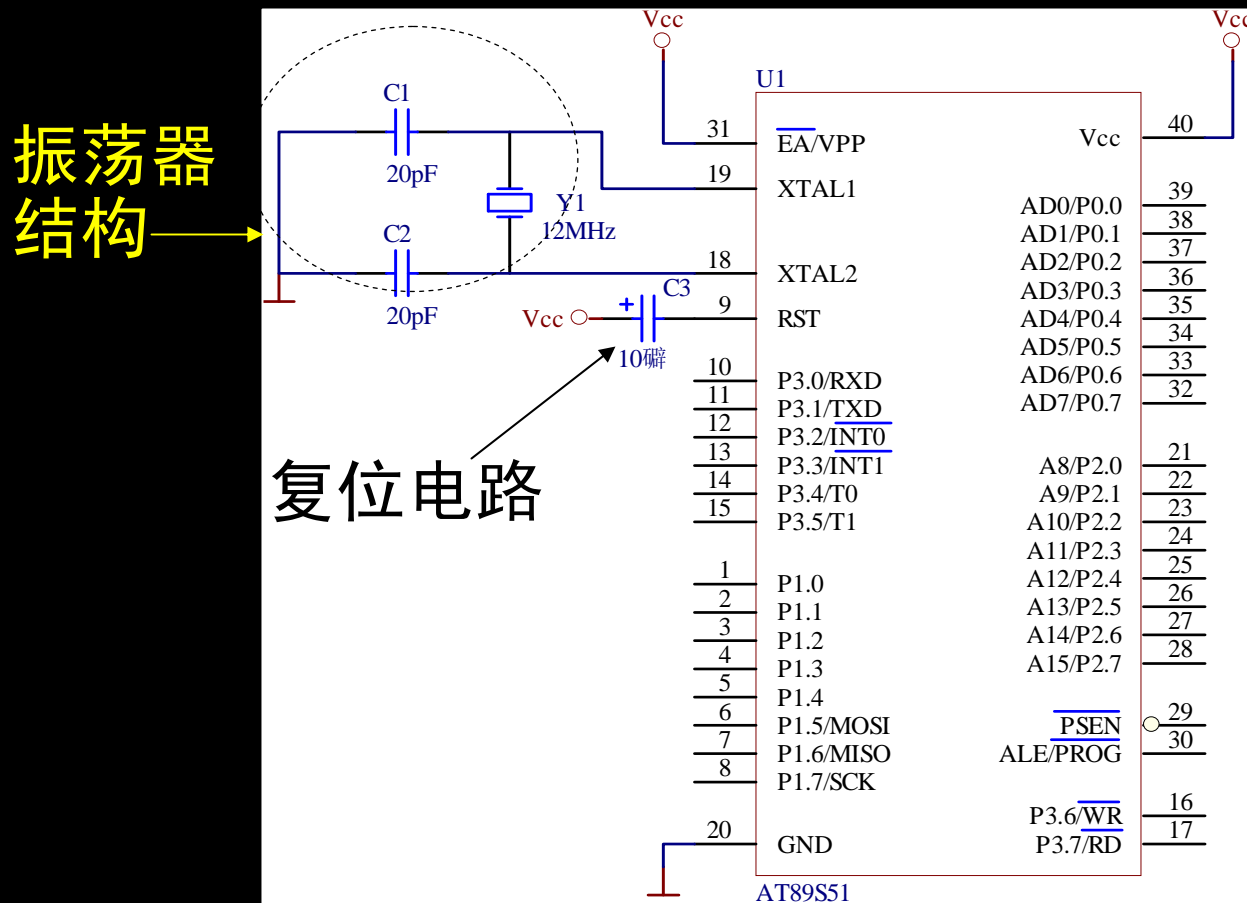 振荡器
结构
复位电路
Vcc
Vcc
U1
C1
20pF
Y1
12MHz
C2
20pF
C3
Vcc
10礔
31 EA/VPP
19 XTAL1
18 XTAL2
9 RST
10 P3.0/RXD
11 P3.1/TXD
12 P3.2/INT0
13 P3.3/INT1
14 P3.4/T0
15 P3.5/T1
1 P1.0
2 P1.1
3 P1.2
4 P1.3
5 P1.4
6 P1.5/MOSI
7 P1.6/MISO
8 P1.7/SCK
20 GND
Vcc 40
AD0/P0.0 39
AD1/P0.1 38
AD2/P0.2 37
AD3/P0.3 36
AD4/P0.4 35
AD5/P0.5 34
AD6/P0.6 33
AD7/P0.7 32
A8/P2.0 21
A9/P2.1 22
A10/P2.2 23
A11/P2.3 24
A12/P2.4 25
A13/P2.5 26
A14/P2.6 27
A15/P2.7 28
PSEN 29
ALE/PROG 30
P3.6/WR 16
P3.7/RD 17
AT89S51